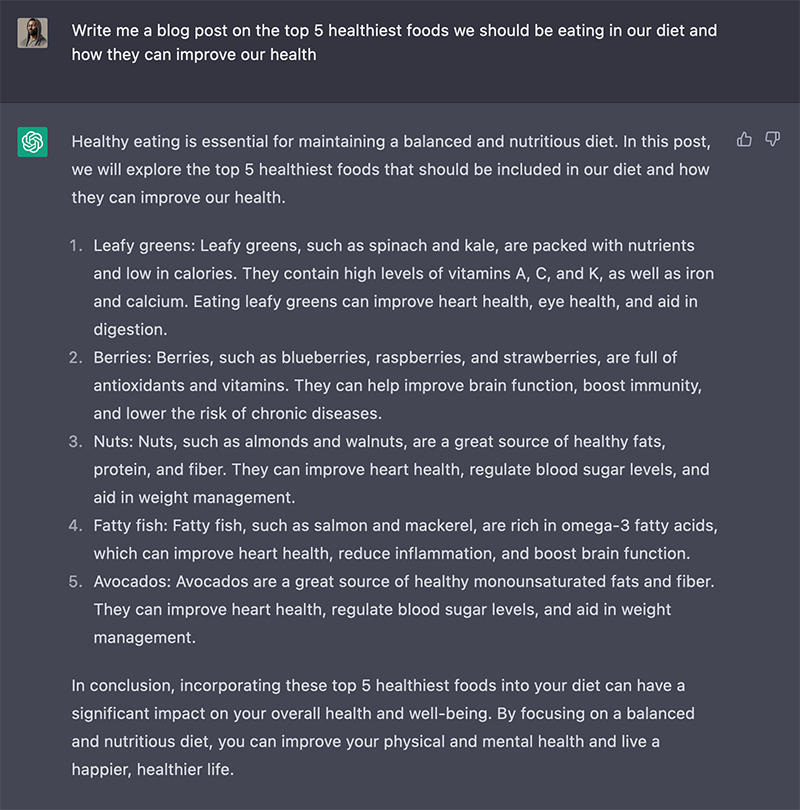 Write me a blog post on the top 5 healthiest foods we should be eating in our diet and
how they can improve our health
Healthy eating is essential for maintaining a balanced and nutritious diet. In this post,
we will explore the top 5 healthiest foods that should be included in our diet and how
they can improve our health.
1. Leafy greens: Leafy greens, such as spinach and kale, are packed with nutrients
and low in calories. They contain high levels of vitamins A, C, and K, as well as iron
and calcium. Eating leafy greens can improve heart health, eye health, and aid in
digestion.
2. Berries: Berries, such as blueberries, raspberries, and strawberries, are full of
antioxidants and vitamins. They can help improve brain function, boost immunity,
and lower the risk of chronic diseases.
3. Nuts: Nuts, such as almonds and walnuts, are a great source of healthy fats,
protein, and fiber. They can improve heart health, regulate blood sugar levels, and
aid in weight management.
4. Fatty fish: Fatty fish, such as salmon and mackerel, are rich in omega-3 fatty acids,
which can improve heart health, reduce inflammation, and boost brain function.
5. Avocados: Avocados are a great source of healthy monounsaturated fats and fiber.
They can improve heart health, regulate blood sugar levels, and aid in weight
management.
In conclusion, incorporating these top 5 healthiest foods into your diet can have a
significant impact on your overall health and well-being. By focusing on a balanced
and nutritious diet, you can improve your physical and mental health and live a
happier, healthier life.